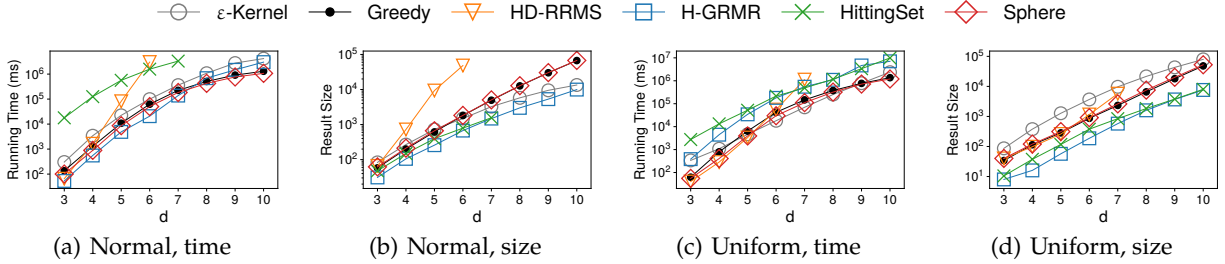 ε-Kernel Greedy HD-RRMS H-GRMR HittingSet Sphere
Running Time (ms)
10^6
10^5
10^4
10^3
10^2
3 4 5 6 7 8 9 10
d
(a) Normal, time
Result Size
10^5
10^4
10^3
10^2
3 4 5 6 7 8 9 10
d
(b) Normal, size
Running Time (ms)
10^7
10^6
10^5
10^4
10^3
10^2
3 4 5 6 7 8 9 10
d
(c) Uniform, time
Result Size
10^5
10^4
10^3
10^2
10^1
3 4 5 6 7 8 9 10
d
(d) Uniform, size